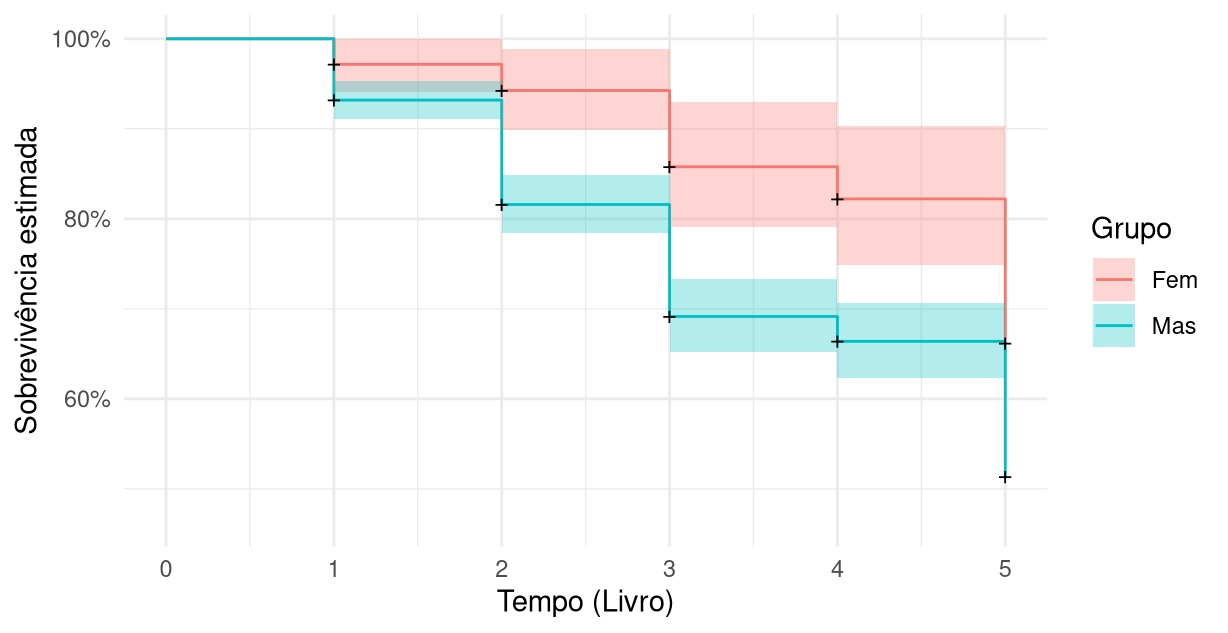 Sobrevivência estimada
100%
80%
60%
0 1 2 3 4 5
Tempo (Livro)
Grupo
Fem
Mas